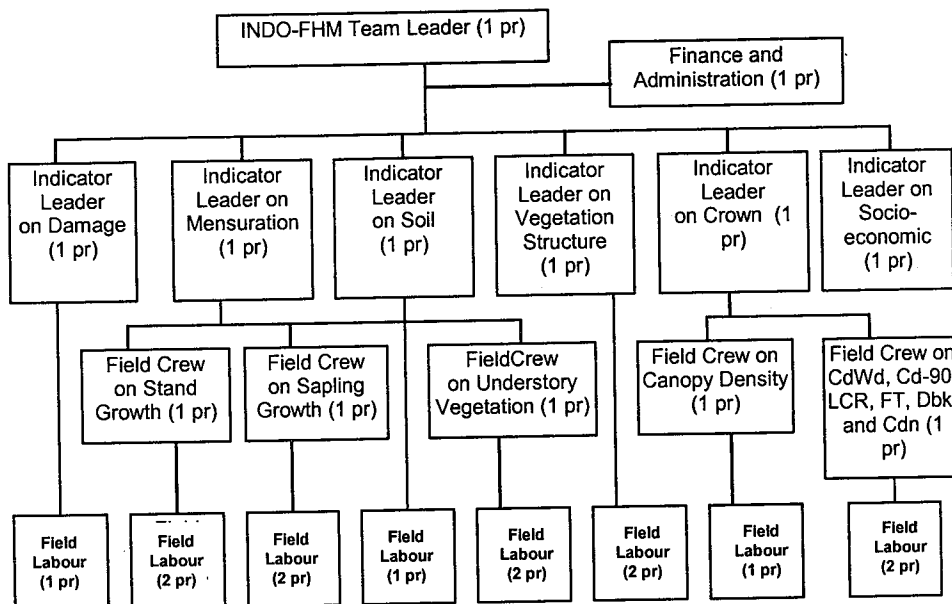 INDO-FHM Team Leader (1 pr)
Finance and
Administration (1 pr)
Indicator
Leader
on Damage
(1 pr)
Indicator
Leader on
Mensuration
(1 pr)
Indicator
Leader
on Soil
(1 pr)
Indicator
Leader on
Vegetation
Structure
(1 pr)
Indicator
Leader
on Crown (1
pr)
Indicator
Leader on
Socio-
economic
(1 pr)
Field Crew
on Stand
Growth (1 pr)
Field Crew
on Sapling
Growth (1 pr)
FieldCrew
on Understory
Vegetation (1 pr)
Field Crew on
Canopy Density
(1 pr)
Field Crew on
CdWd, Cd-90
LCR, FT, Dbk
and Cdn (1
pr)
Field
Labour
(1 pr)
Field
Labour
(2 pr)
Field
Labour
(2 pr)
Field
Labour
(1 pr)
Field
Labour
(2 pr)
Field
Labour
(2 pr)
Field
Labour
(1 pr)
Field
Labour
(2 pr)